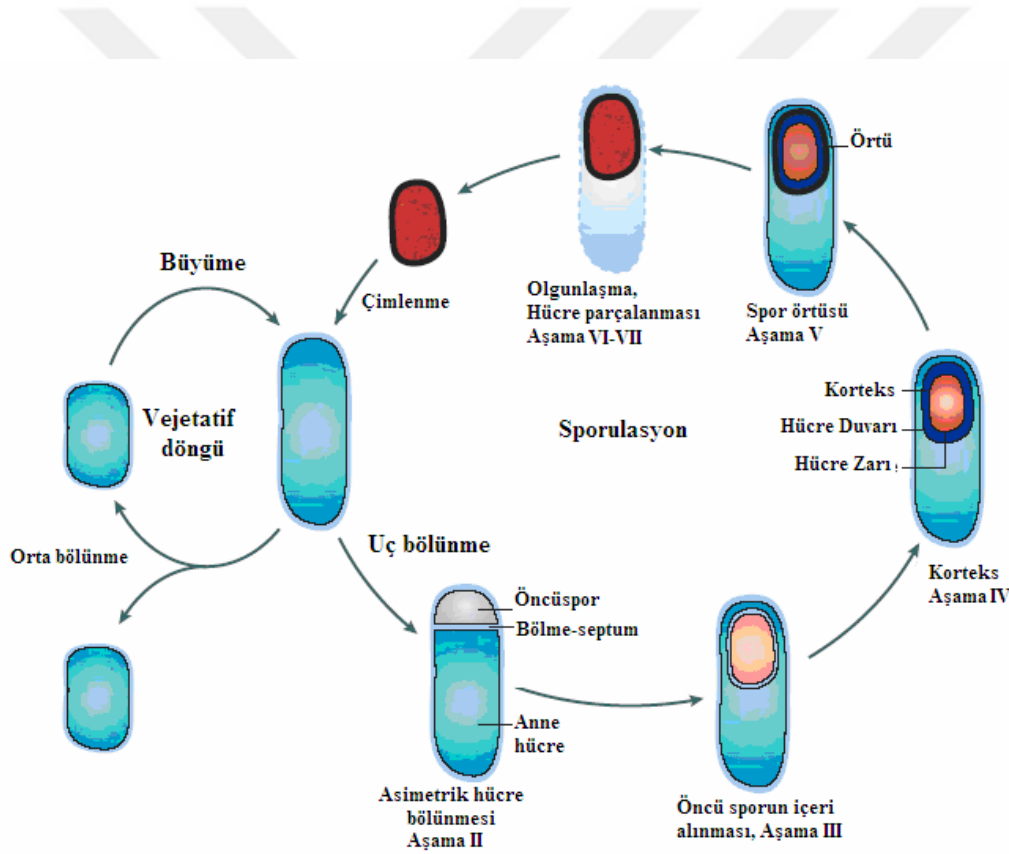 Örtü
Büyüme
Çimlenme
Olgunlaşma,
Hücre parçalanması
Aşama VI-VII
Spor örtüsü
Aşama V
Vejetatif
döngü
Sporulasyon
Korteks
Hücre Duvarı
Hücre Zarı
Orta bölünme
Uç bölünme
Korteks
Aşama IV
Öncüspor
Bölme-septum
Anne
hücre
Asimetrik hücre
bölünmesi
Aşama II
Öncü sporun içeri
alınması, Aşama III